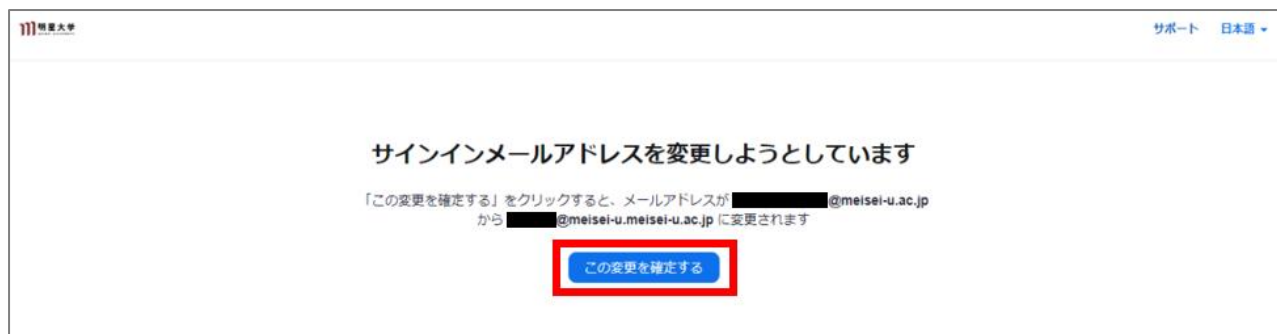 明星大学
サポート 日本語
サインインメールアドレスを変更しようとしています
「この変更を確定する」をクリックすると、メールアドレスが @meisei-u.ac.jp
から @meisei-u.meisei-u.ac.jp に変更されます
この変更を確定する